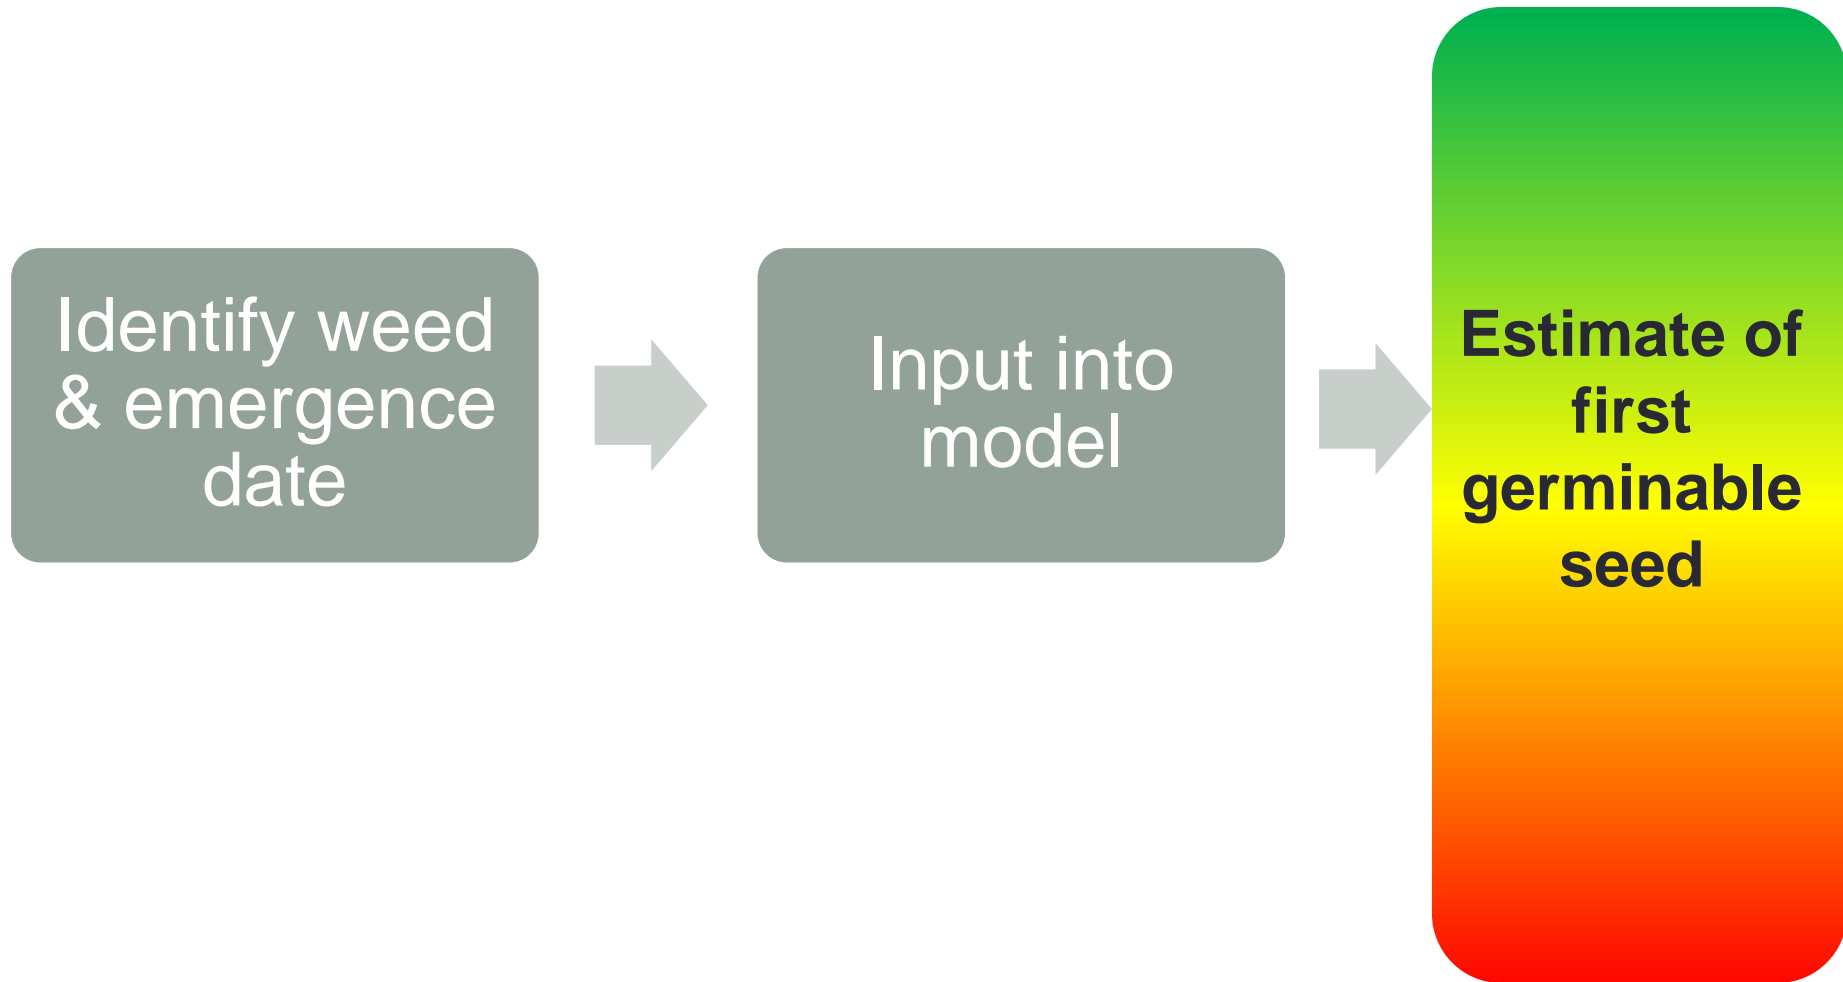 Identify weed
& emergence
date
Input into
model
Estimate of
first
germinable
seed